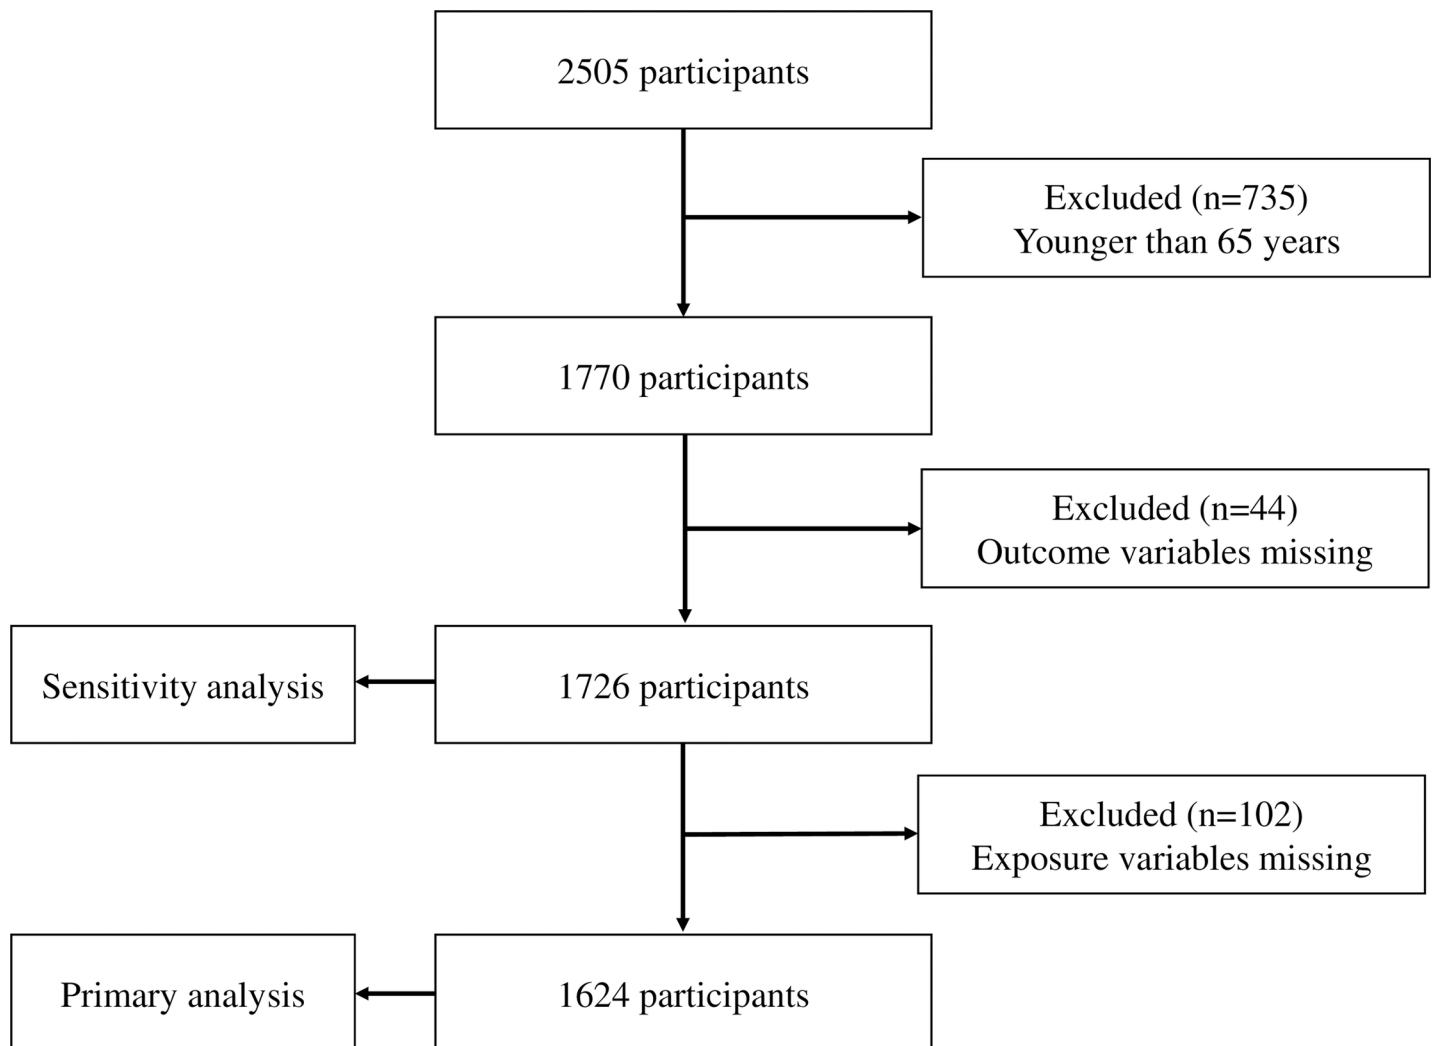 2505 participants
Excluded (n=735)
Younger than 65 years
1770 participants
Excluded (n=44)
Outcome variables missing
Sensitivity analysis
1726 participants
Excluded (n=102)
Exposure variables missing
Primary analysis
1624 participants